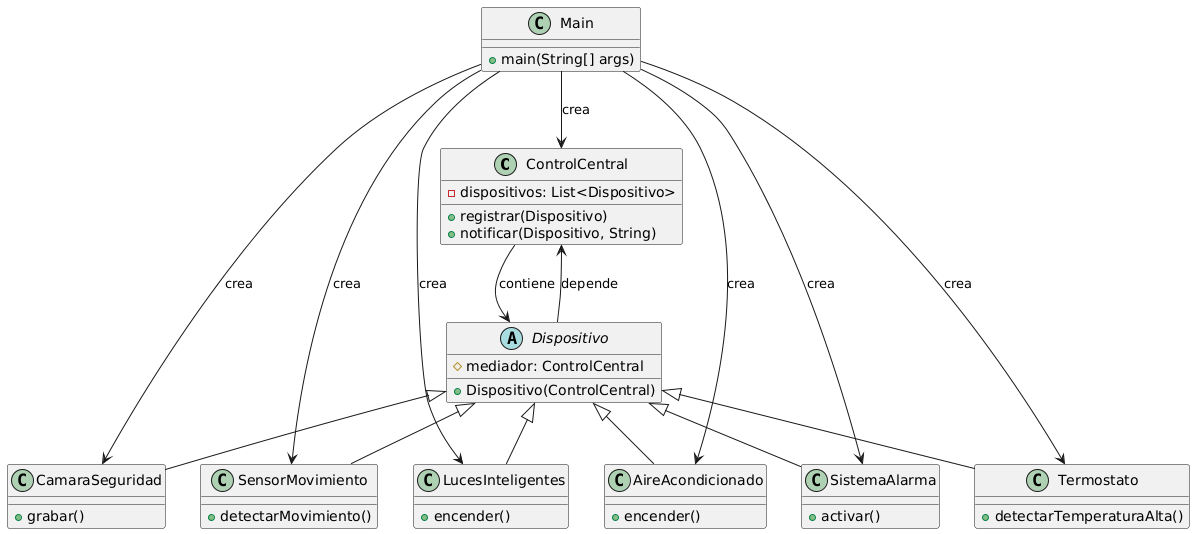 C Main
main(String[] args)
crea
C ControlCentral
dispositivos: List<Dispositivo>
registrar(Dispositivo)
notificar(Dispositivo, String)
crea
crea
crea
contiene
depende
crea
crea
crea
A Dispositivo
mediador: ControlCentral
Dispositivo(ControlCentral)
C CamaraSeguridad
grabar()
C SensorMovimiento
detectarMovimiento()
C LucesInteligentes
encender()
C AireAcondicionado
encender()
C SistemaAlarma
activar()
C Termostato
detectarTemperaturaAlta()